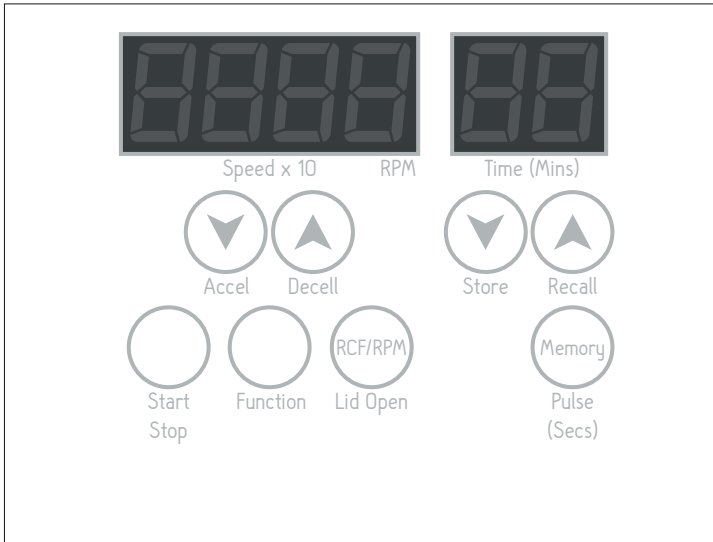 Speed x 10 RPM Time (Mins)
Accel Decell Store Recall
RCF/RPM Memory
Start Function Lid Open Pulse
Stop (Secs)